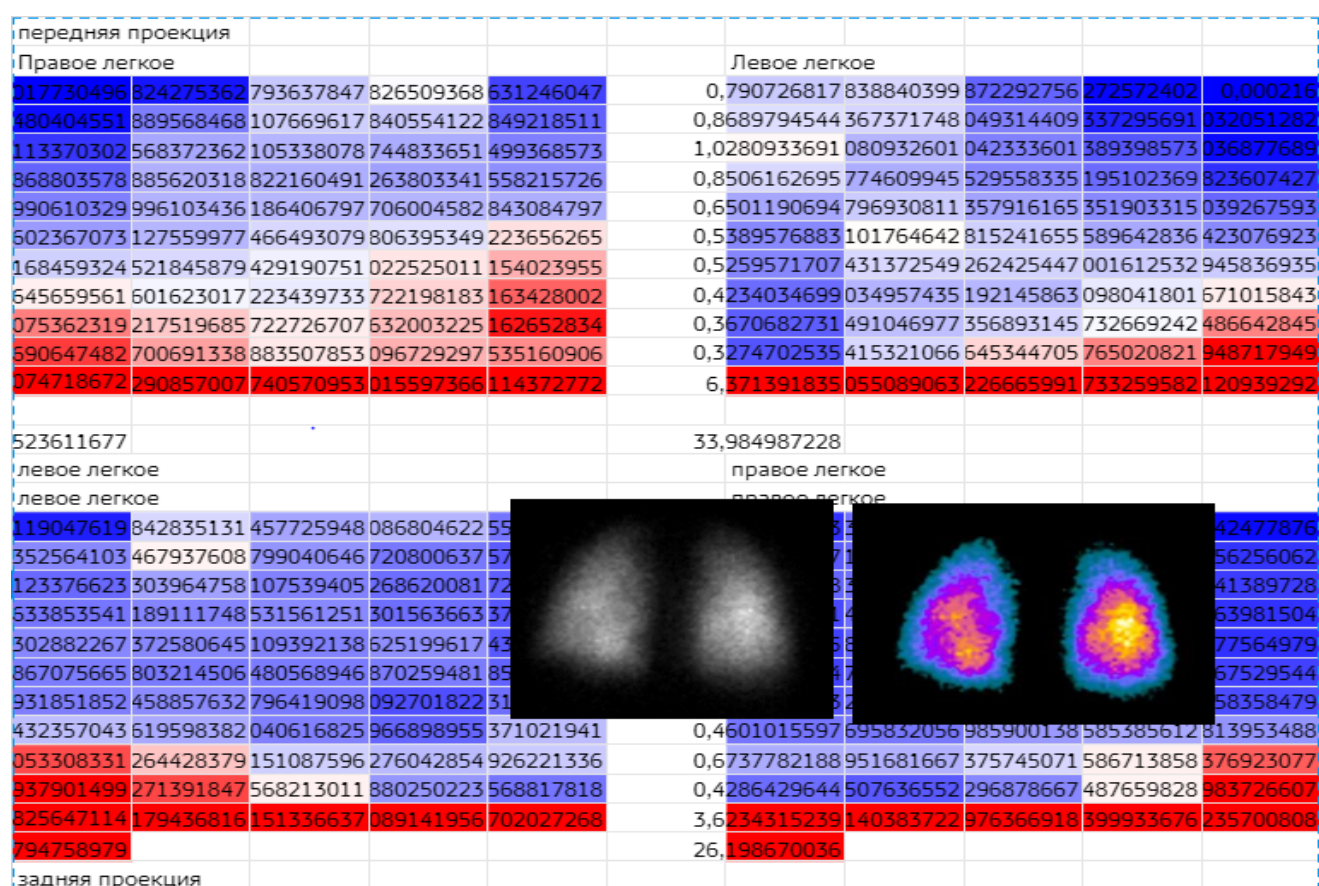 передняя проекция
Правое легкое Левое легкое
017730496 824275362 793637847 826509368 631246047 0,790726817 838840399 872292756 272572402 0,000216
480404551 889568468 107669617 840554122 849218511 0,8689794544 367371748 049314409 337295691 032051282
113370302 568372362 105338078 744833651 499368573 1,0280933691 080932601 042333601 389398573 036877689
868803578 885620318 822160491 263803341 558215726 0,8506162695 774609945 529558335 195102369 823607427
990610329 996103436 186406797 706004582 843084797 0,6501190694 796930811 357916165 351903315 039267593
602367073 127559977 466493079 806395349 223656265 0,5389576883 101764642 815241655 589642836 423076923
168459324 521845879 429190751 022525011 154023955 0,5259571707 431372549 262425447 001612532 945836935
645659561 601623017 223439733 722198183 163428002 0,4234034699 034957435 192145863 098041801 671015843
075362319 217519685 722726707 632003225 162652834 0,3670682731 491046977 356893145 732669242 486642845
690647482 700691338 883507853 096729297 535160906 0,3274702535 415321066 645344705 765020821 948717949
074718672 290857007 740570953 015597366 114372772 6,371391835 055089063 226665991 733259582 120939292
523611677 33,984987228
левое легкое правое легкое
левое легкое правое легкое
119047619 842835131 457725948 086804622 55 42477876
352564103 467937608 799040646 720800637 57 56256062
123376623 303964758 107539405 268620081 72 41389728
633853541 189111748 531561251 301563663 37 63981504
302882267 372580645 109392138 625199617 43 77564979
867075665 803214506 480568946 870259481 85 67529544
931851852 458857632 796419098 092701822 31 58358479
432357043 619598382 040616825 966898955 371021941 0,4601015597 695832056 985900138 585385612 813953488
053308331 264428379 151087596 276042854 926221336 0,6737782188 951681667 375745071 586713858 376923077
937901499 271391847 568213011 880250223 568817818 0,4286429644 507636552 296878667 487659828 983726607
825647114 179436816 151336637 089141956 702027268 3,6234315239 140383722 976366918 399933676 235700808
794758979 26,198670036
задняя проекция